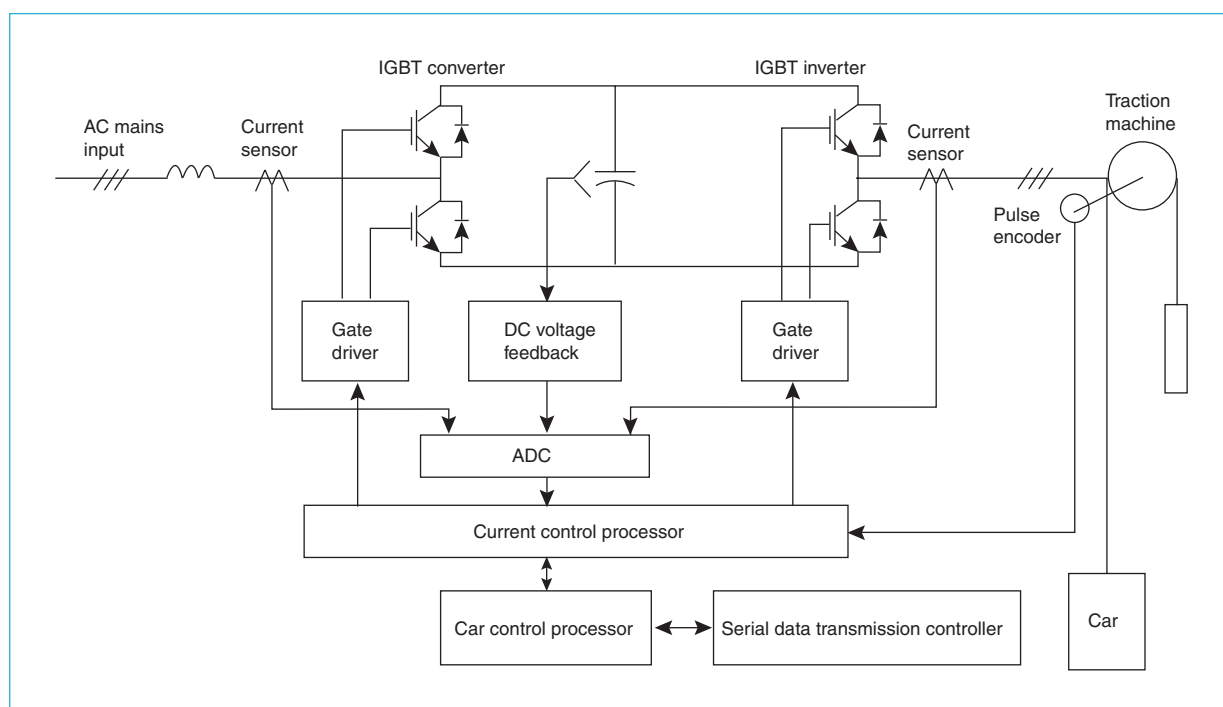 IGBT converter
IGBT inverter
Traction
machine
AC mains
input
Current
sensor
Current
sensor
Pulse
encoder
Gate
driver
DC voltage
feedback
Gate
driver
ADC
Current control processor
Car control processor
Serial data transmission controller
Car